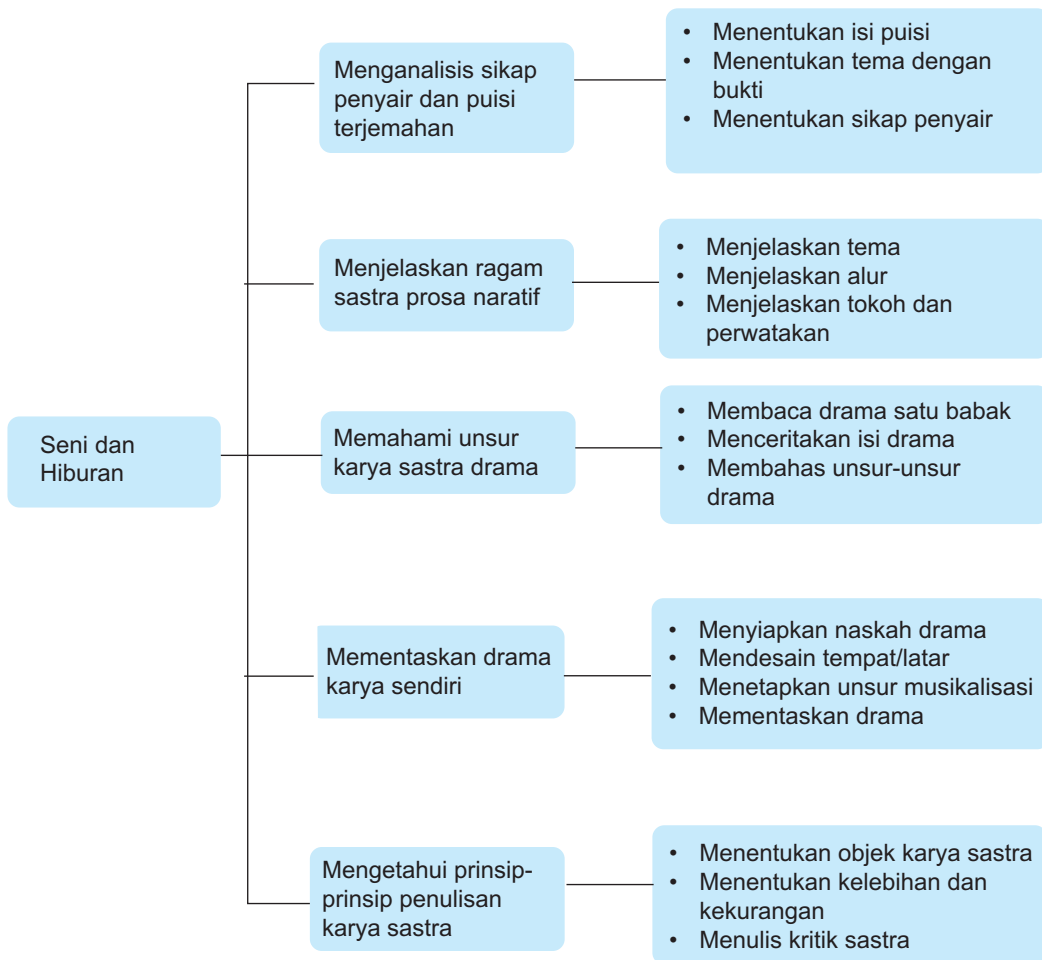 Seni dan
Hiburan
Menganalisis sikap
penyair dan puisi
terjemahan
• Menentukan isi puisi
• Menentukan tema dengan
bukti
• Menentukan sikap penyair
Menjelaskan ragam
sastra prosa naratif
• Menjelaskan tema
• Menjelaskan alur
• Menjelaskan tokoh dan
perwatakan
Memahami unsur
karya sastra drama
• Membaca drama satu babak
• Menceritakan isi drama
• Membahas unsur-unsur
drama
Mementaskan drama
karya sendiri
• Menyiapkan naskah drama
• Mendesain tempat/latar
• Menetapkan unsur musikalisasi
• Mementaskan drama
Mengetahui prinsip-
prinsip penulisan
karya sastra
• Menentukan objek karya sastra
• Menentukan kelebihan dan
kekurangan
• Menulis kritik sastra